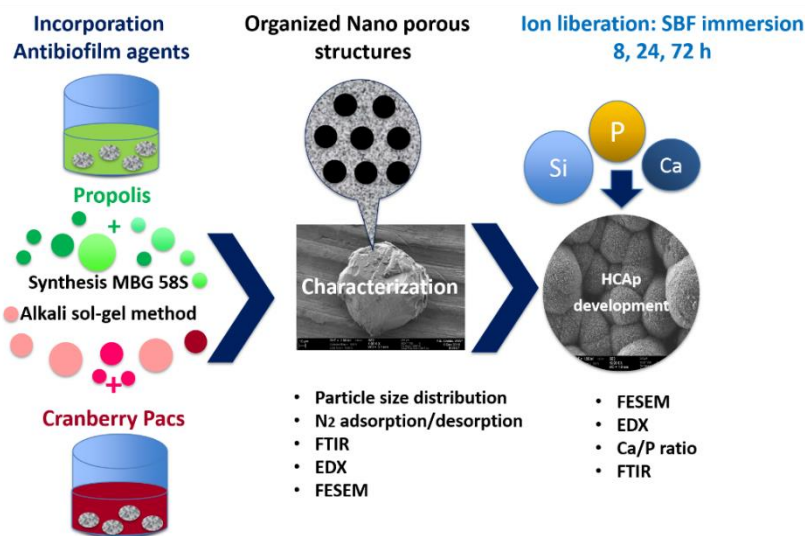 Incorporation
Antibiofilm agents
Propolis
+
Synthesis MBG 58S
Alkali sol-gel method
+
Cranberry Pacs
Organized Nano porous
structures
Characterization
• Particle size distribution
• N2 adsorption/desorption
• FTIR
• EDX
• FESEM
Ion liberation: SBF immersion
8, 24, 72 h
Si
P
Ca
HCAp
development
• FESEM
• EDX
• Ca/P ratio
• FTIR